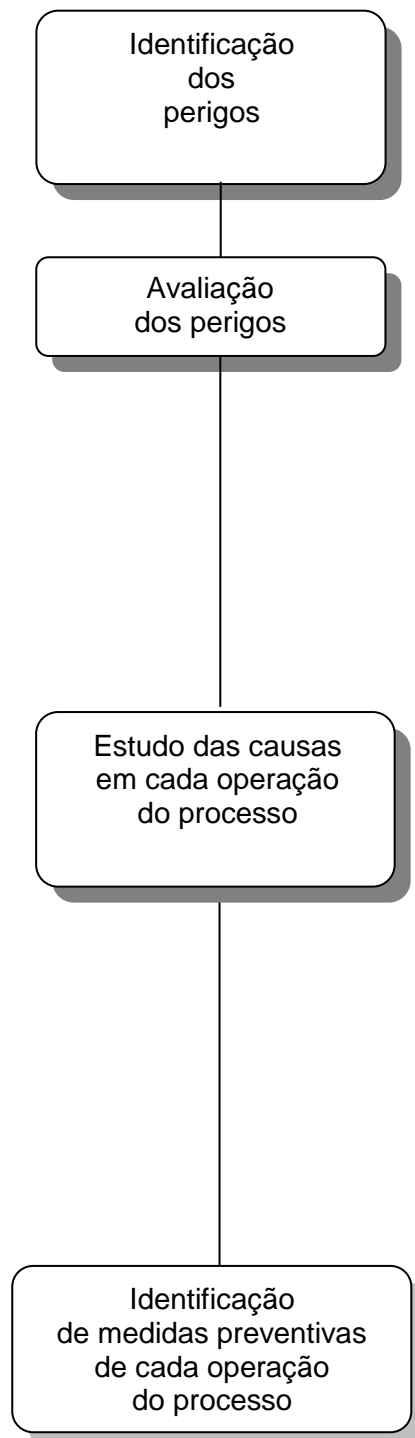 Identificação
dos
perigos
Avaliação
dos perigos
Estudo das causas
em cada operação
do processo
Identificação
de medidas preventivas
de cada operação
do processo